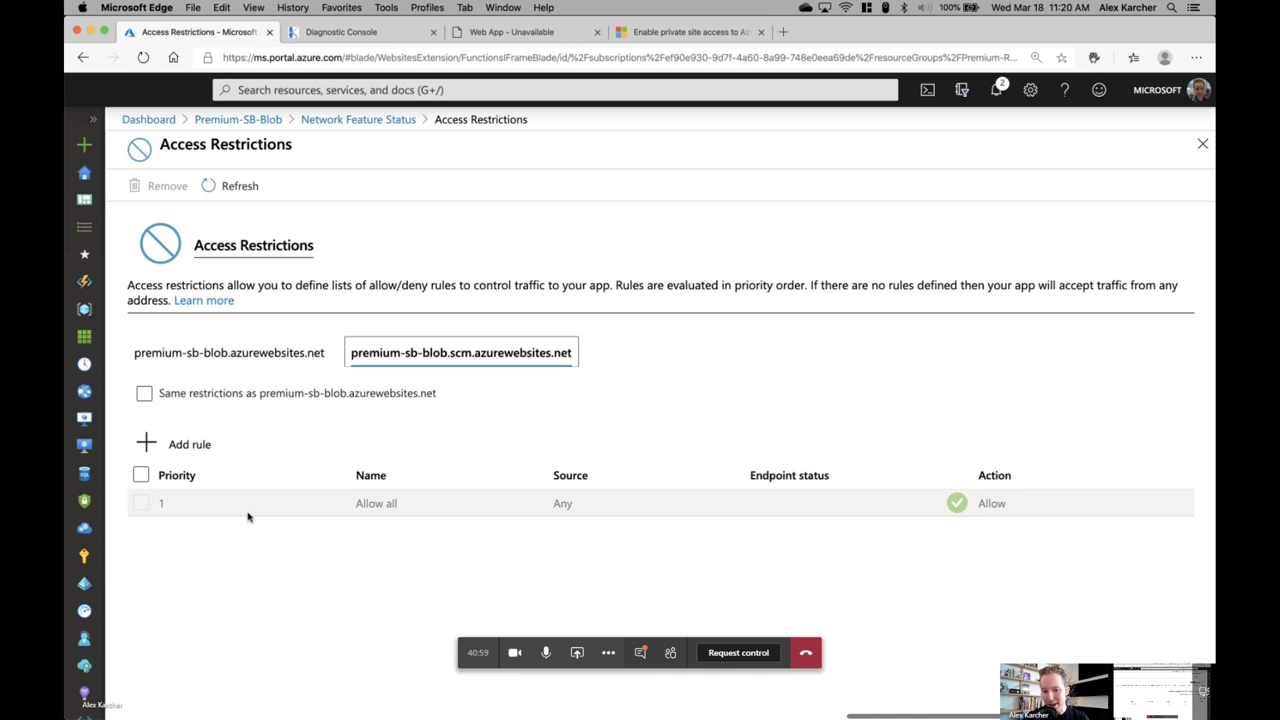 Microsoft Edge File Edit View History Favorites Tools Profiles Tab Window Help 100% Wed Mar 18 11:20 AM Alex Karcher
Access Restrictions - Microsoft Diagnostic Console Web App - Unavailable Enable private site access to Az
https://ms.portal.azure.com/#blade/WebsitesExtension/FunctionsIFrameBlade/id/%2Fsubscriptions%2Fef90e930-9d7f-4a60-8a99-748e0eea69de%2FresourceGroups%2FPremium-R...
Search resources, services, and docs (G+/) 2 MICROSOFT
Dashboard > Premium-SB-Blob > Network Feature Status > Access Restrictions
Access Restrictions
Remove Refresh
Access Restrictions
Access restrictions allow you to define lists of allow/deny rules to control traffic to your app. Rules are evaluated in priority order. If there are no rules defined then your app will accept traffic from any
address. Learn more
premium-sb-blob.azurewebsites.net premium-sb-blob.scm.azurewebsites.net
Same restrictions as premium-sb-blob.azurewebsites.net
Add rule
Priority Name Source Endpoint status Action
1 Allow all Any Allow
40:59 Request control
Alex Karcher
Alex Karcher